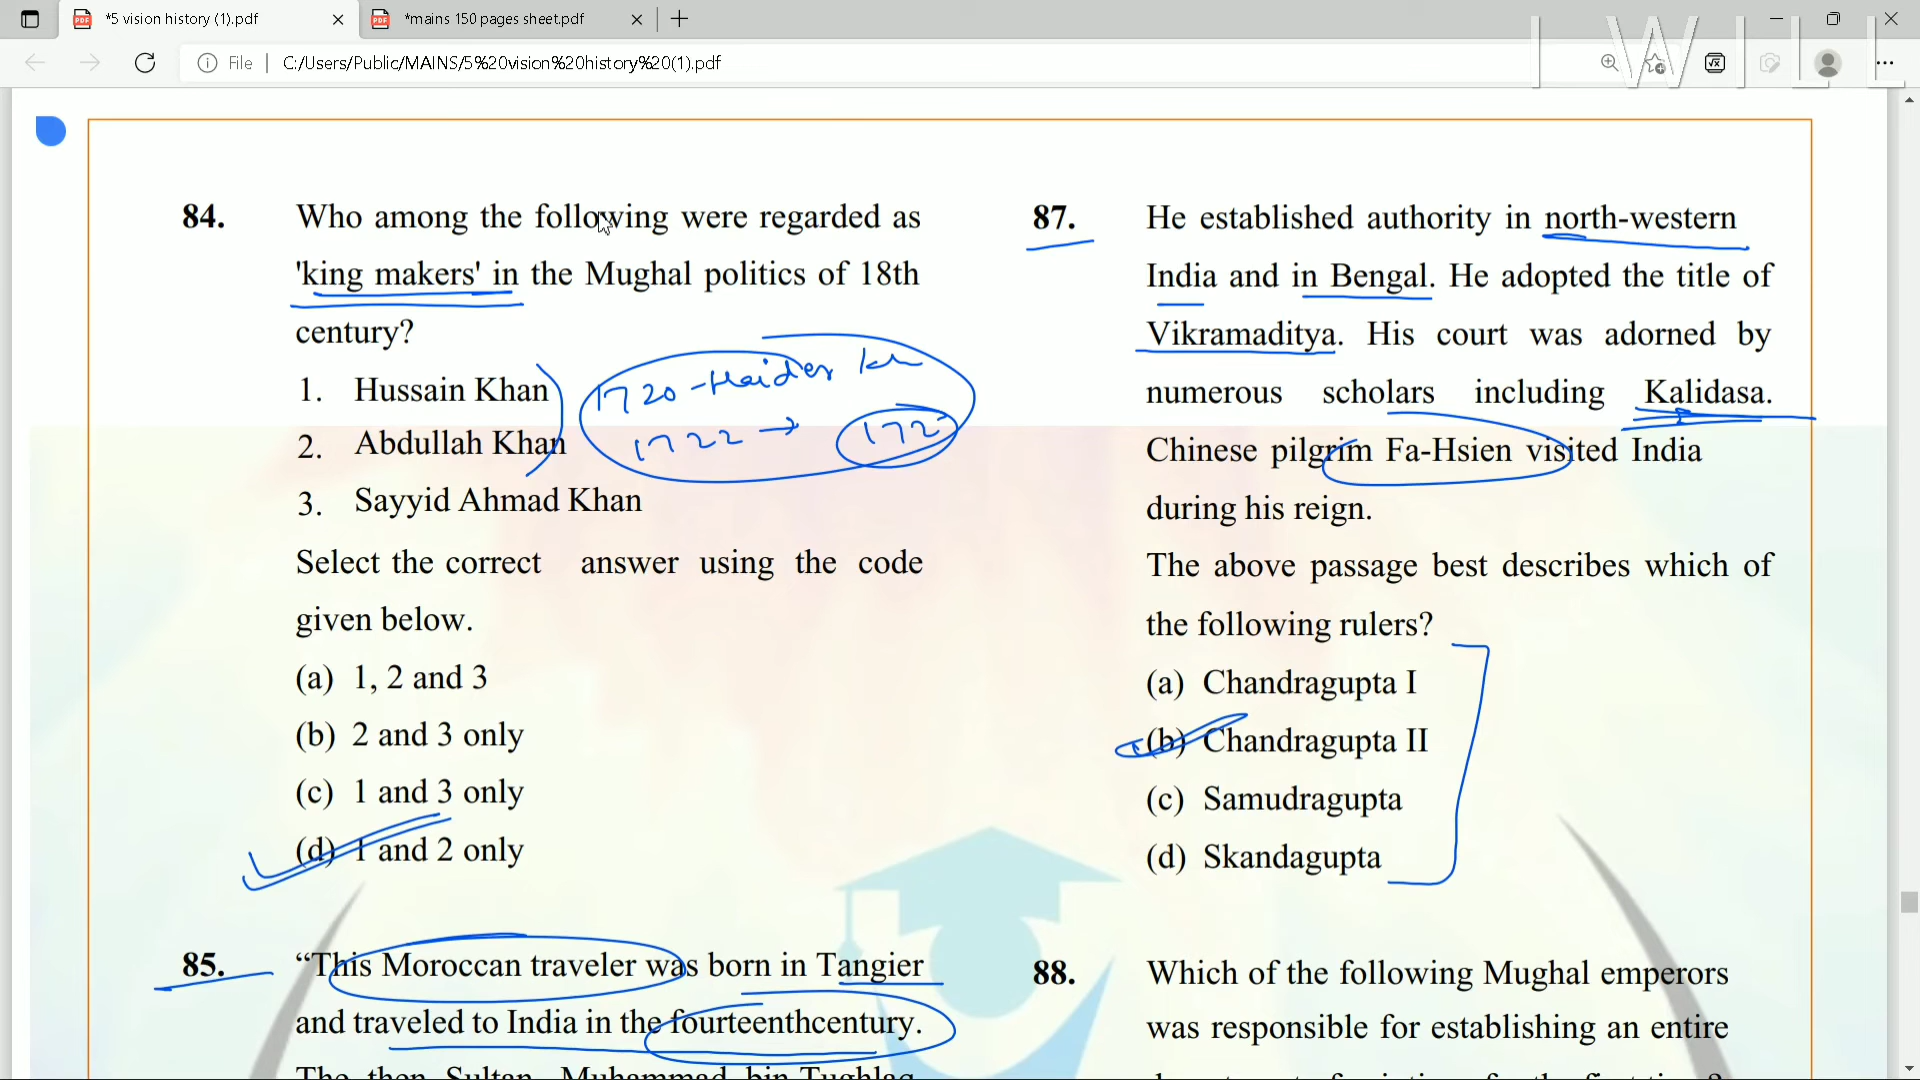 *5 vision history (1).pdf
*mains 150 pages sheet.pdf
File
C:/Users/Public/MAINS/5%20vision%20history%20(1).pdf
I W I L L
84. Who among the following were regarded as
'king makers' in the Mughal politics of 18th
century?
1. Hussain Khan
2. Abdullah Khan
3. Sayyid Ahmad Khan
1720 - Haider
1722 → 172
Select the correct answer using the code
given below.
(a) 1, 2 and 3
(b) 2 and 3 only
(c) 1 and 3 only
(d) 1 and 2 only
85. “This Moroccan traveler was born in Tangier
and traveled to India in the fourteenthcentury.
The then Sultan, Muhammad bin Tughlaq
87. He established authority in north-western
India and in Bengal. He adopted the title of
Vikramaditya. His court was adorned by
numerous scholars including Kalidasa.
Chinese pilgrim Fa-Hsien visited India
during his reign.
The above passage best describes which of
the following rulers?
(a) Chandragupta I
(b) Chandragupta II
(c) Samudragupta
(d) Skandagupta
88. Which of the following Mughal emperors
was responsible for establishing an entire